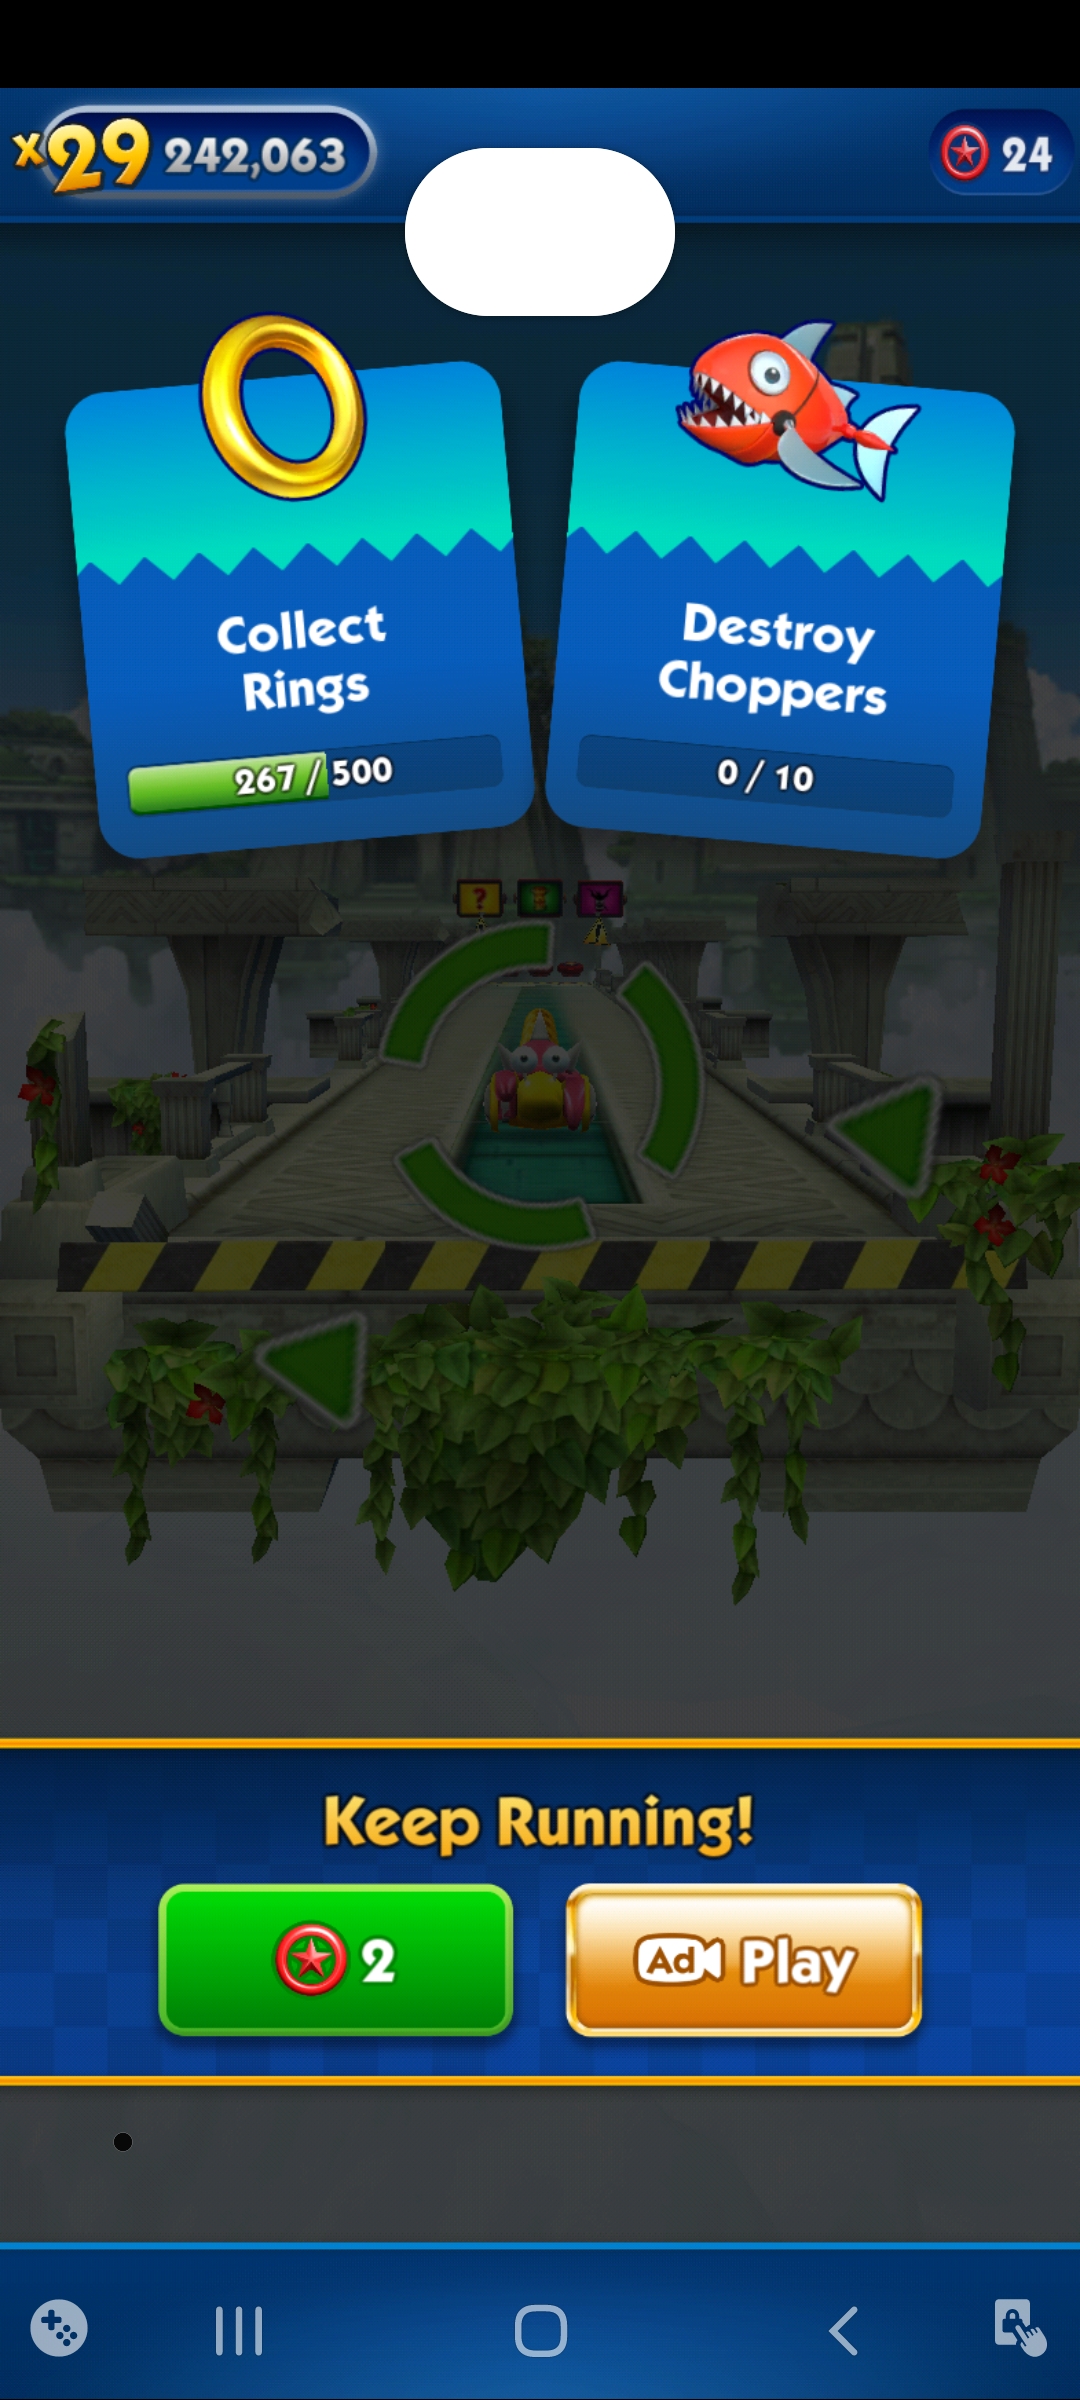 x29 242,063
24
Collect
Rings
267 / 500
Destroy
Choppers
0 / 10
?
Keep Running!
2
Ad Play